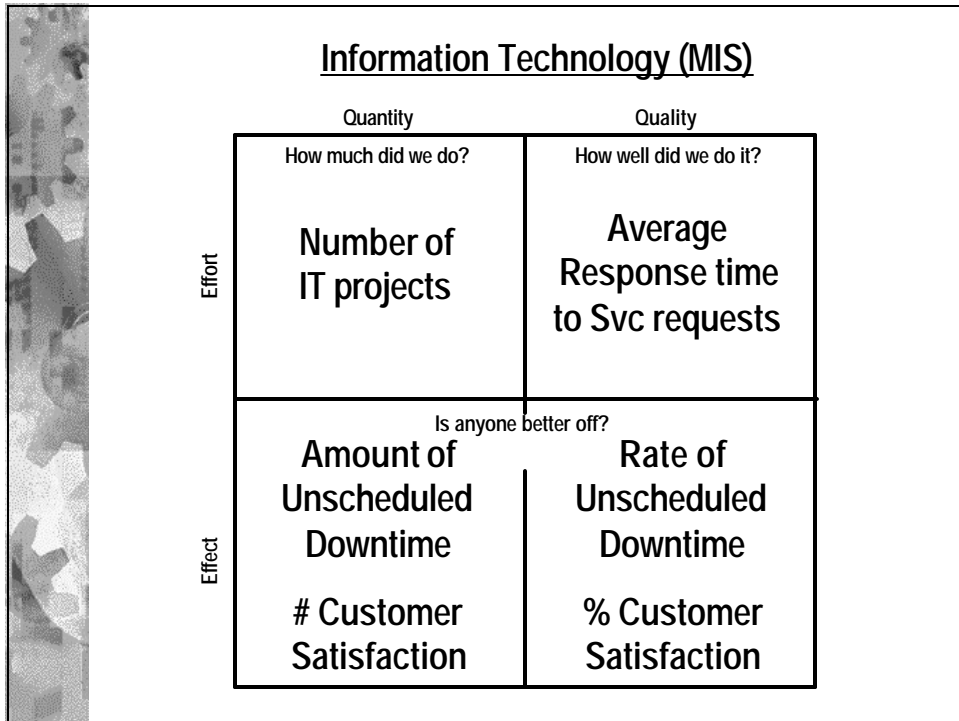 Information Technology (MIS)
Quantity
Quality
How much did we do?
How well did we do it?
Effort
Number of
IT projects
Average
Response time
to Svc requests
Is anyone better off?
Effect
Amount of
Unscheduled
Downtime
# Customer
Satisfaction
Rate of
Unscheduled
Downtime
% Customer
Satisfaction